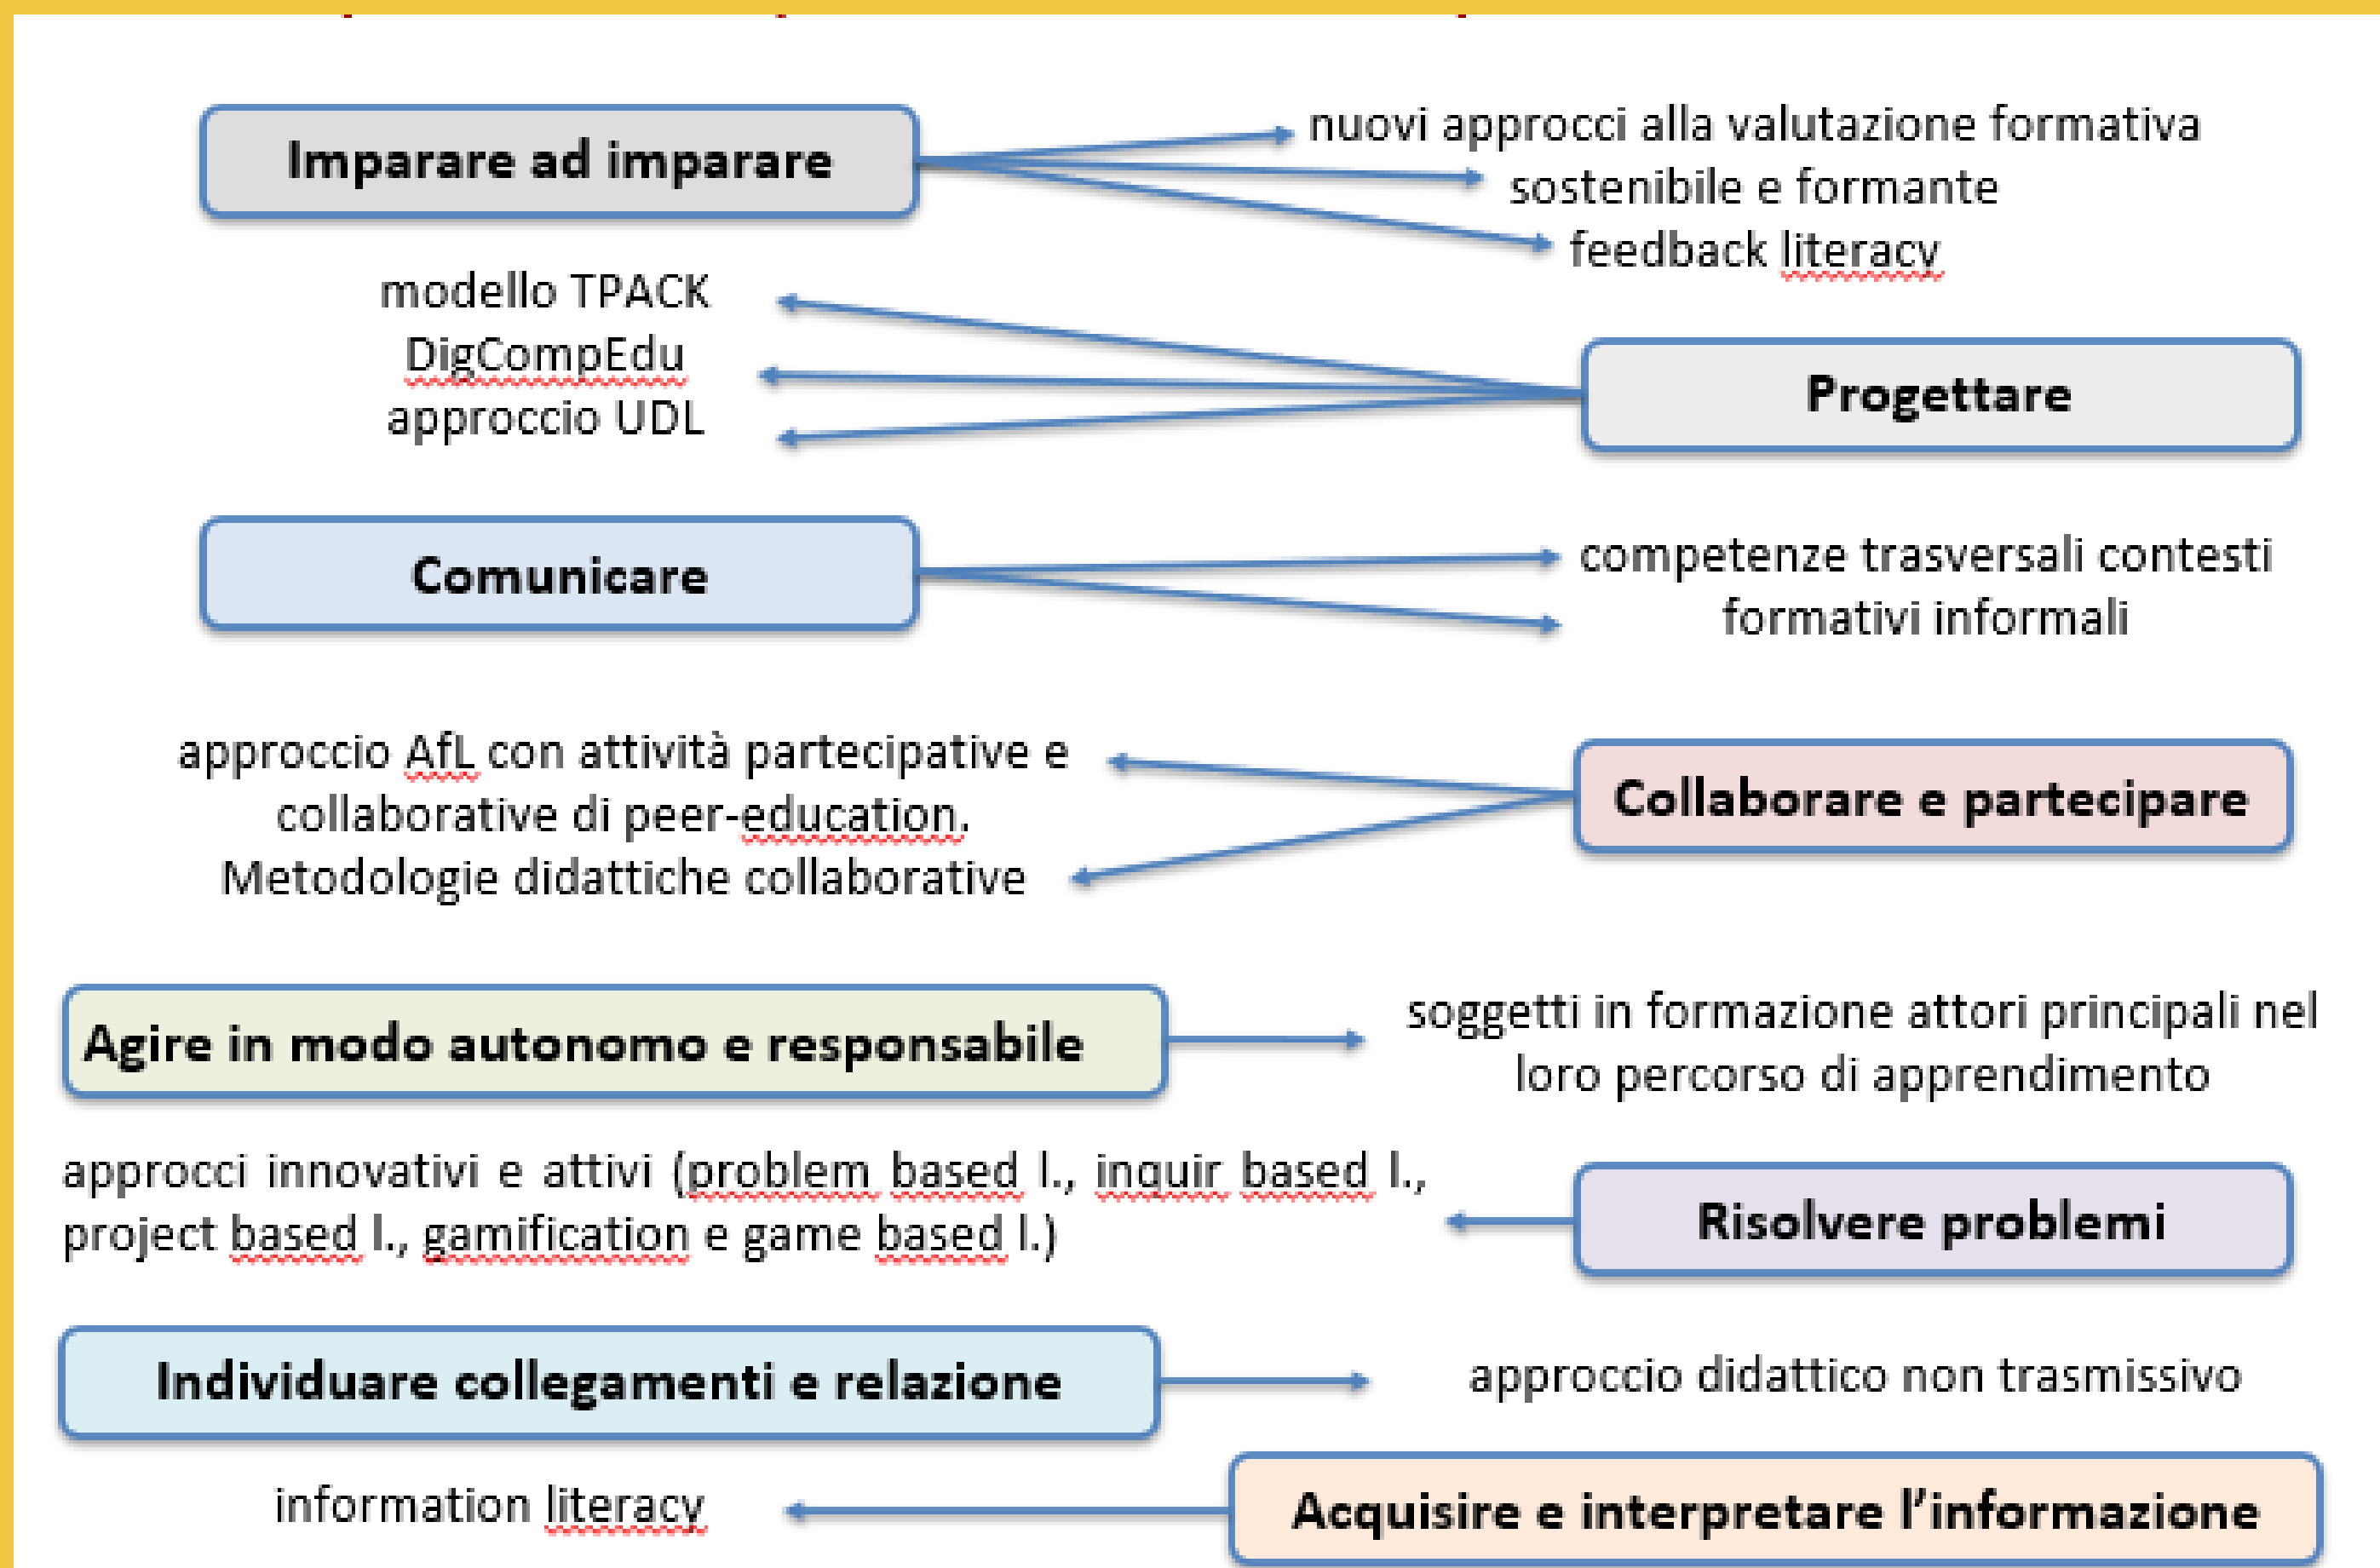 Imparare ad imparare
nuovi approcci alla valutazione formativa
sostenibile e formante
feedback literacy
modello TPACK
DigCompEdu
approccio UDL
Progettare
Comunicare
competenze trasversali contesti
formativi informali
approccio AfL con attività partecipative e
collaborative di peer-education.
Metodologie didattiche collaborative
Collaborare e partecipare
Agire in modo autonomo e responsabile
soggetti in formazione attori principali nel
loro percorso di apprendimento
approcci innovativi e attivi (problem based l., inquir based l.,
project based l., gamification e game based l.)
Risolvere problemi
Individuare collegamenti e relazione
approccio didattico non trasmissivo
information literacy
Acquisire e interpretare l’informazione